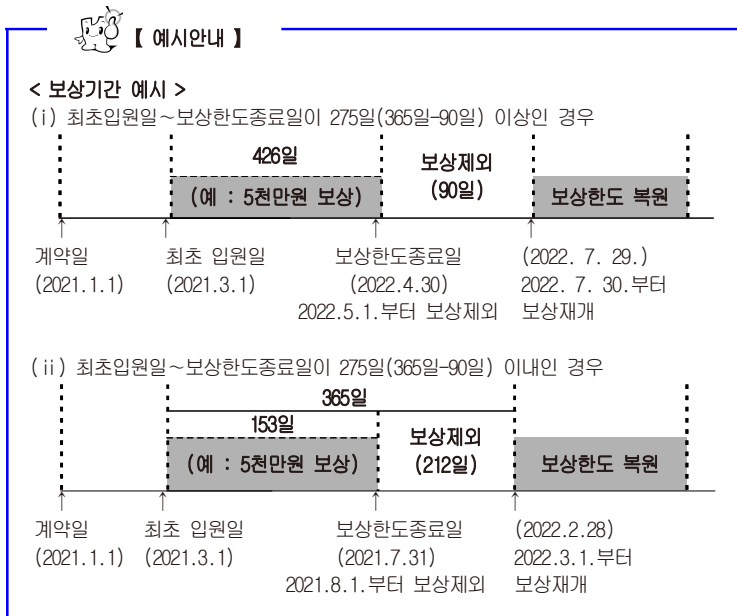 【 예시안내 】
< 보상기간 예시 >
(i) 최초입원일~보상한도종료일이 275일(365일-90일) 이상인 경우
426일
(예 : 5천만원 보상)
보상제외
(90일)
보상한도 복원
계약일
(2021.1.1)
최초 입원일
(2021.3.1)
보상한도종료일
(2022.4.30)
2022.5.1.부터 보상제외
(2022. 7. 29.)
2022. 7. 30.부터
보상재개
(ii) 최초입원일~보상한도종료일이 275일(365일-90일) 이내인 경우
365일
153일
(예 : 5천만원 보상)
보상제외
(212일)
보상한도 복원
계약일
(2021.1.1)
최초 입원일
(2021.3.1)
보상한도종료일
(2021.7.31)
2021.8.1.부터 보상제외
(2022.2.28)
2022.3.1.부터
보상재개